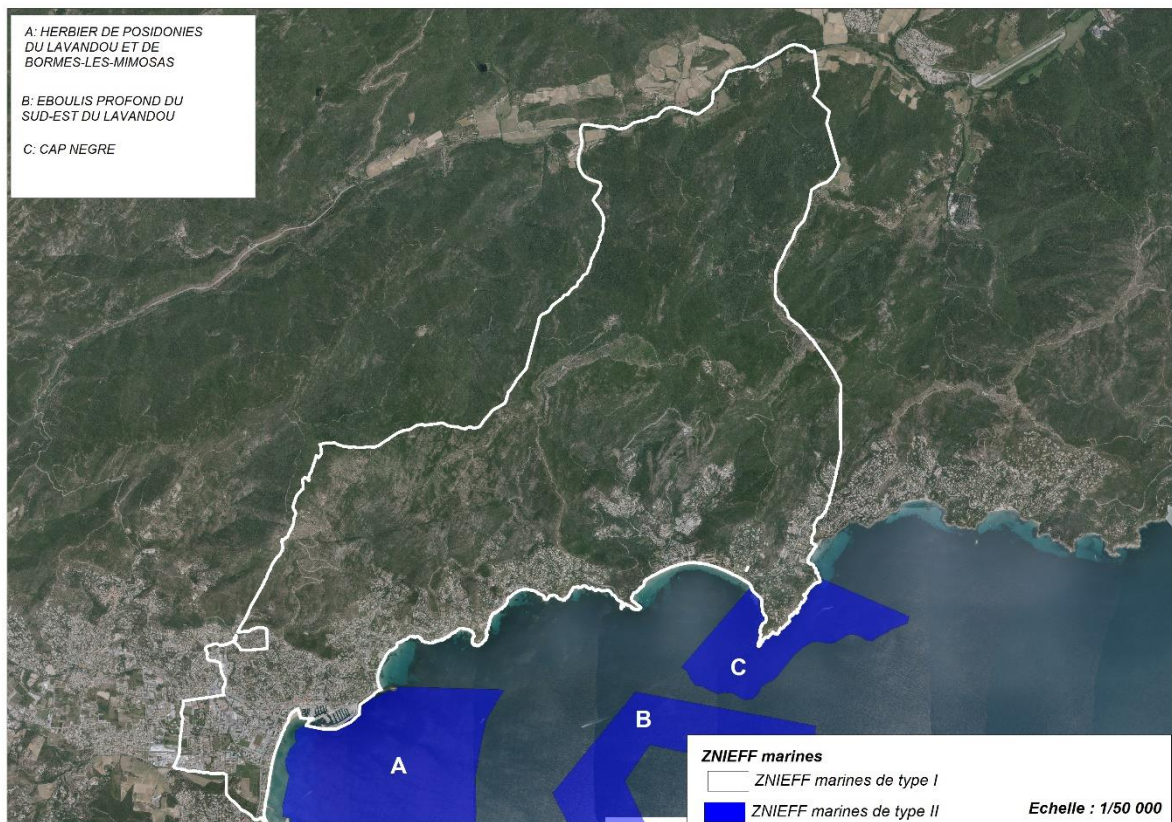 A: HERBIER DE POSIDONIES
DU LAVANDOU ET DE
BORMES-LES-MIMOSAS
B: EBOULIS PROFOND DU
SUD-EST DU LAVANDOU
C: CAP NEGRE
C
B
A
ZNIEFF marines
ZNIEFF marines de type I
ZNIEFF marines de type II
Echelle : 1/50 000